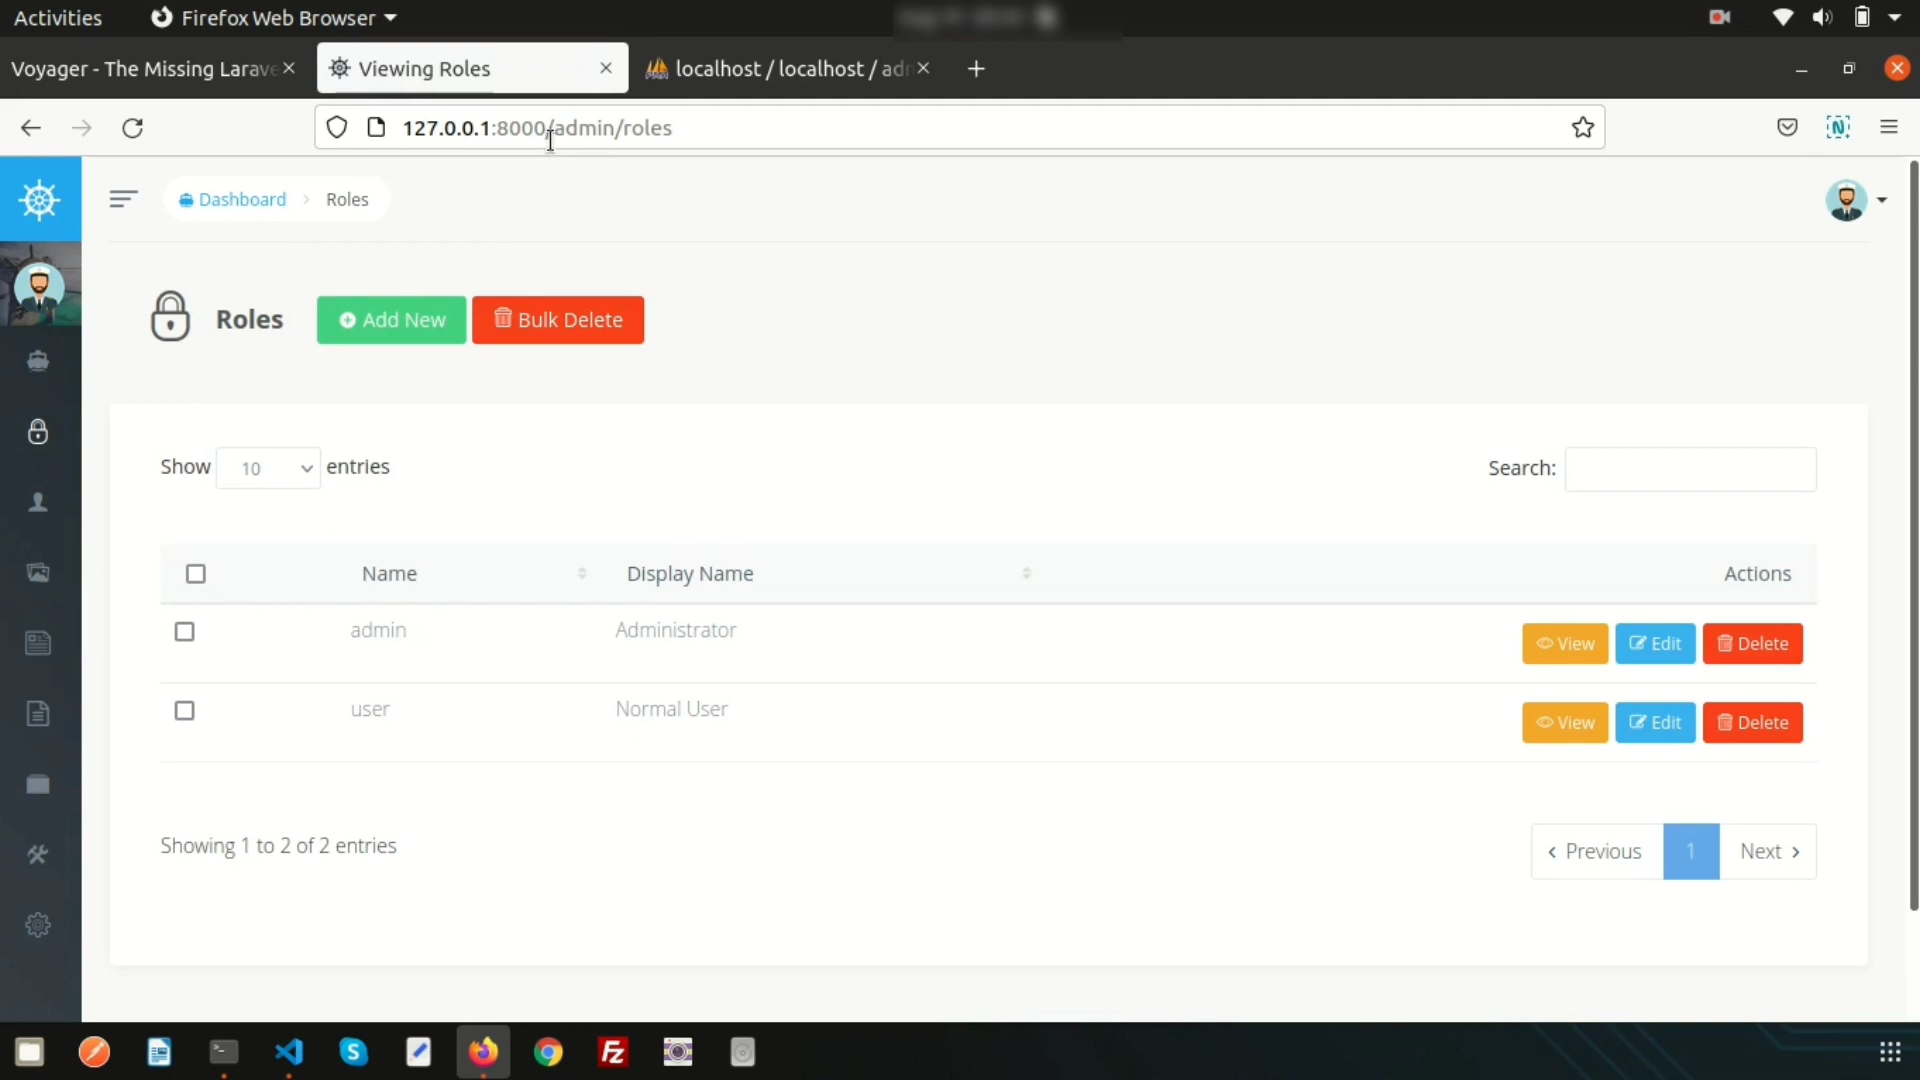 Activities Firefox Web Browser
Voyager - The Missing Larave Viewing Roles localhost / localhost / adr
127.0.0.1:8000/admin/roles
Dashboard Roles
Roles Add New Bulk Delete
Show 10 entries Search:
Name Display Name Actions
admin Administrator View Edit Delete
user Normal User View Edit Delete
Showing 1 to 2 of 2 entries ‹ Previous 1 Next ›